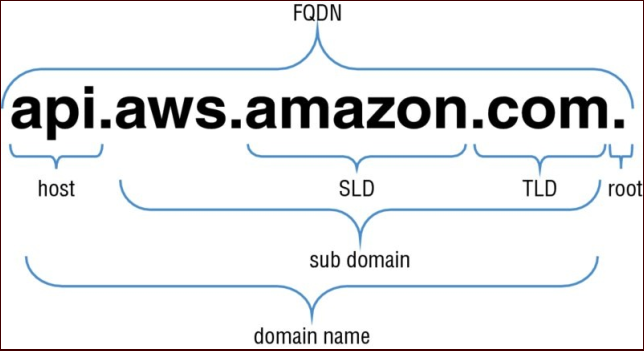 FQDN
api.aws.amazon.com.
host SLD TLD root
sub domain
domain name